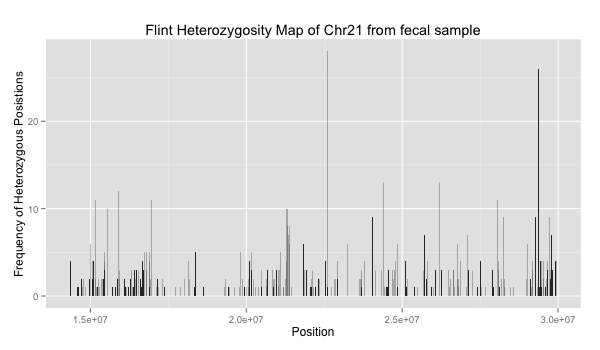 Flint Heterozygosity Map of Chr21 from fecal sample
Frequency of Heterozygous Posistions
20
10
0
1.5e+07 2.0e+07 2.5e+07 3.0e+07
Position